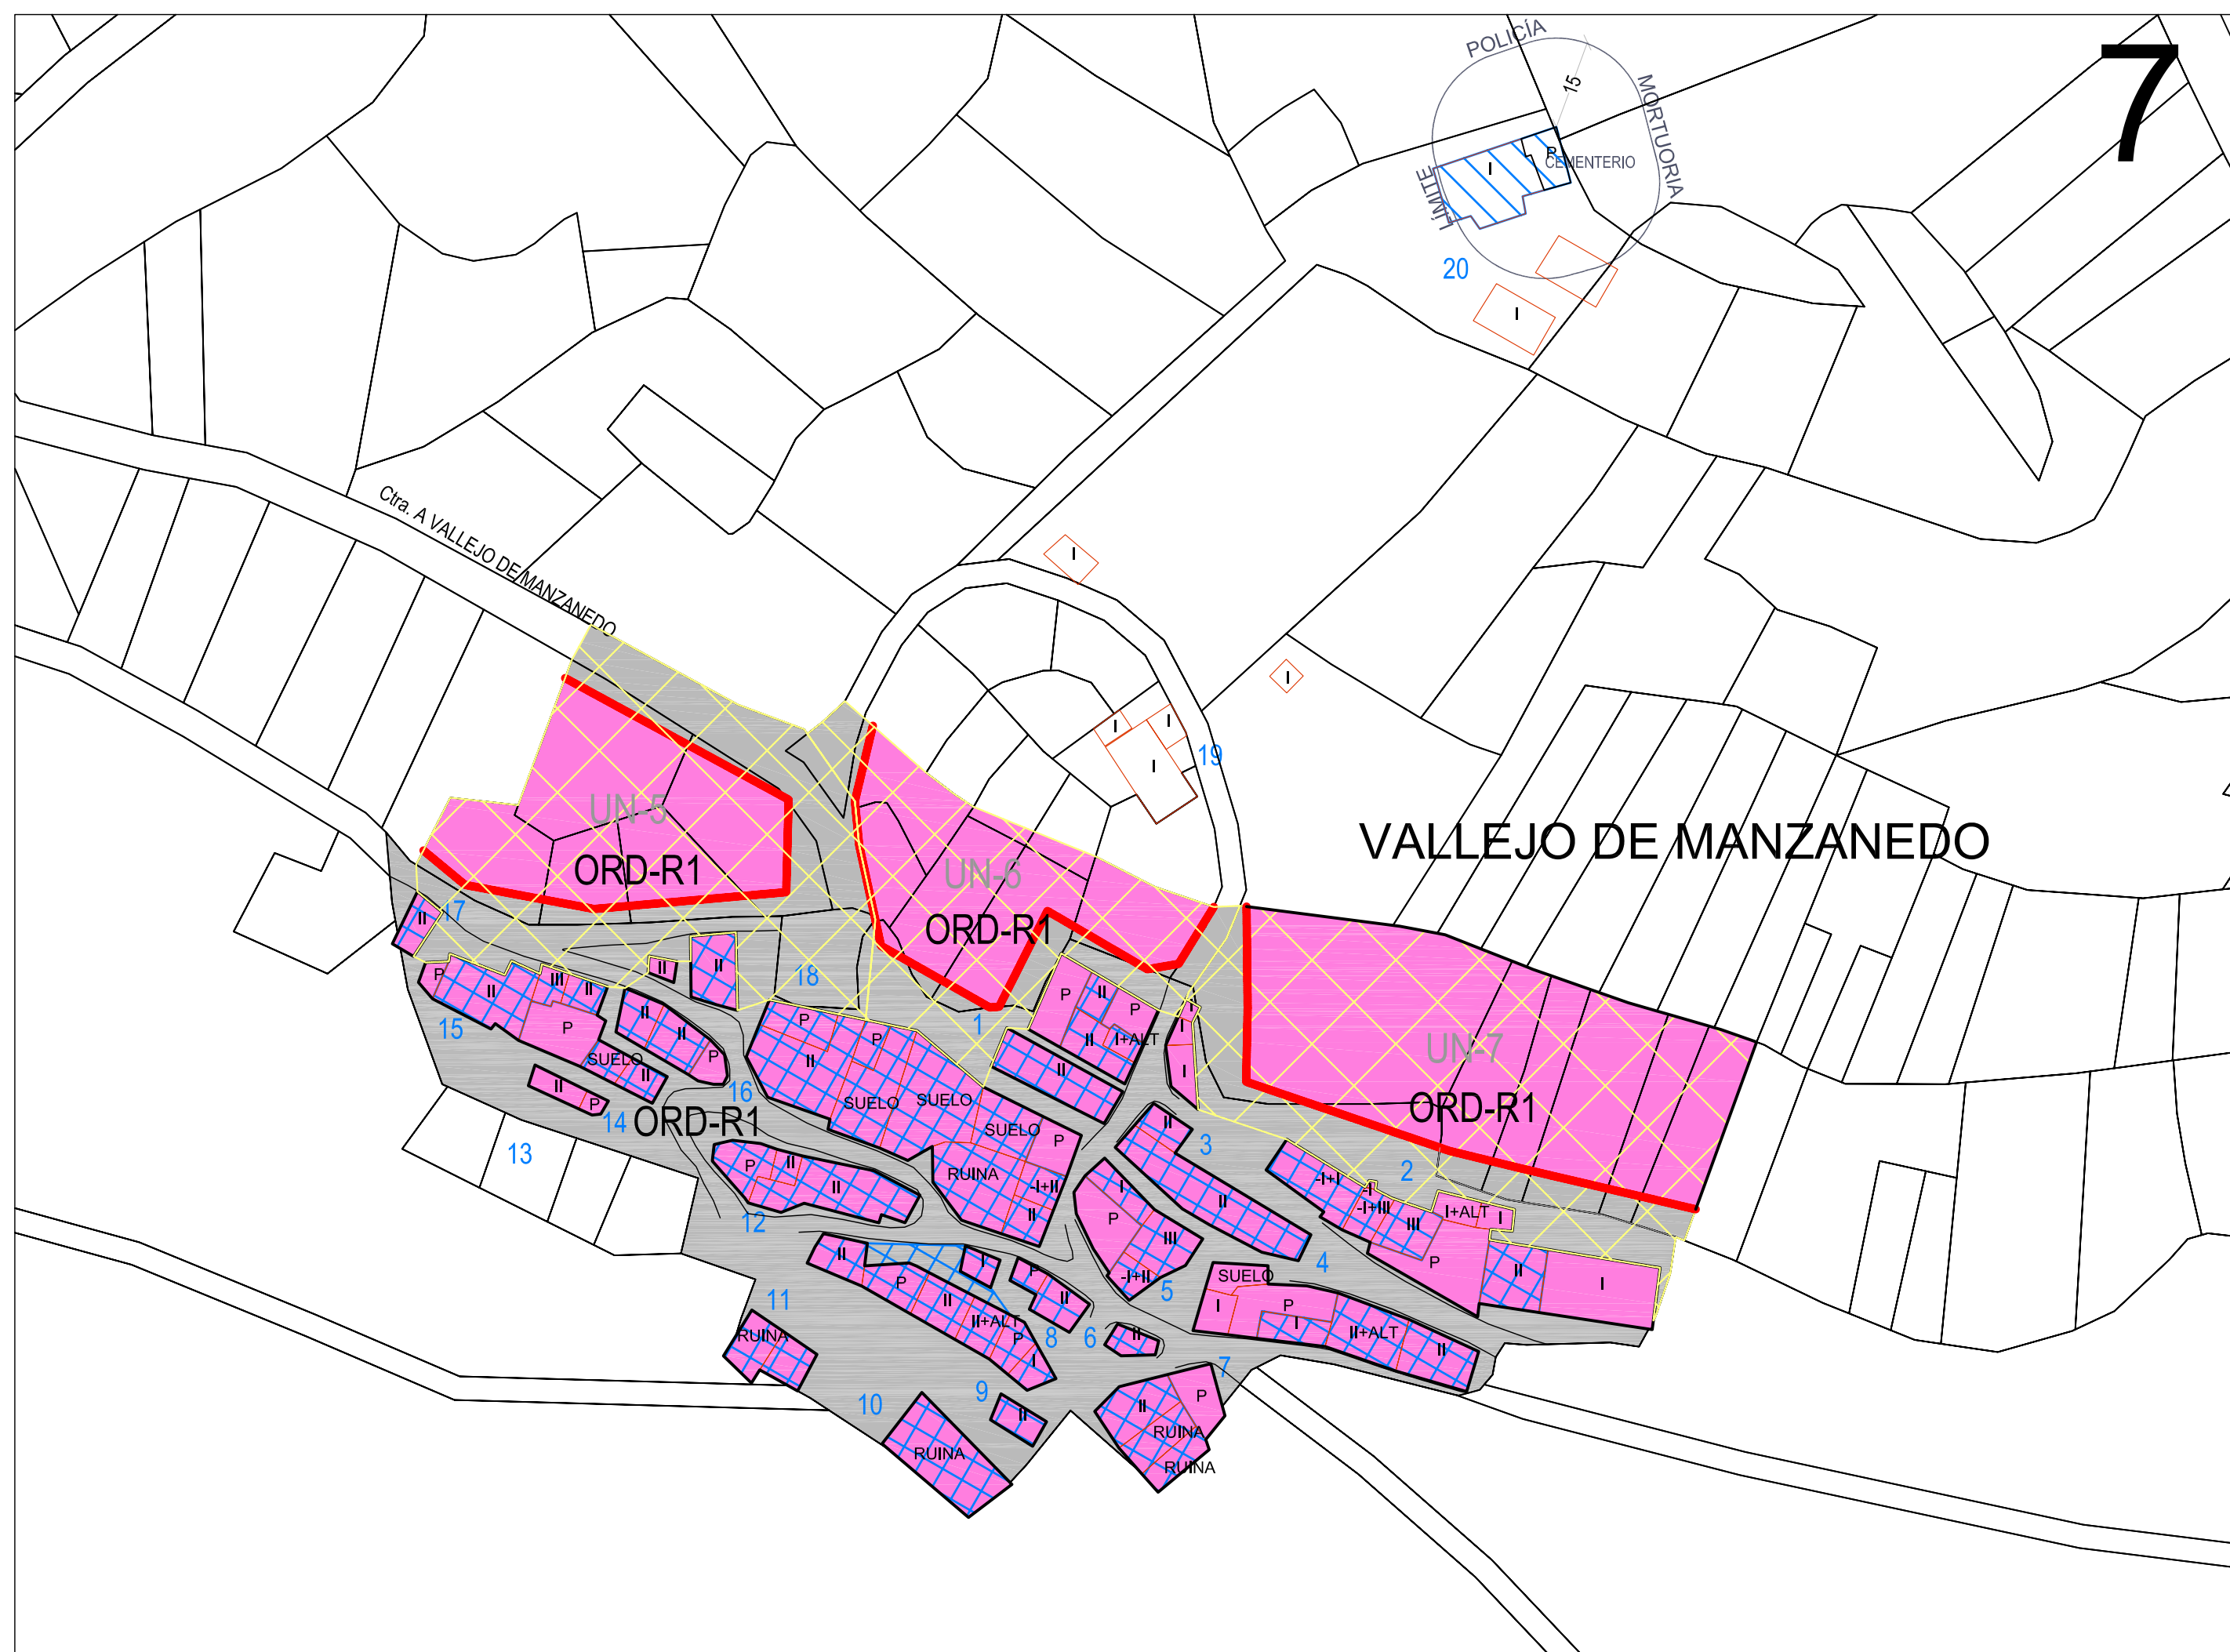 7
POLICÍA
15
MORTUORIA
P
I
CEMENTERIO
LÍMITE
20
I
Ctra. A VALLEJO DE MANZANEDO
I
I
I
I
I
19
UN-5
ORD-R1
UN-6
ORD-R1
VALLEJO DE MANZANEDO
17
II
II
II
18
P
II
III
II
P
15
SUELO
II
II
II
P
16
II
P
14
ORD-R1
13
1
P
II
P
II
I+ALT
II
I
I
I
P
P
II
SUELO
SUELO
SUELO
P
RUINA
-I+II
II
UN-7
ORD-R1
II
3
II
2
-I+I
-I
-I+III
III
I+ALT
I
P
II
I
4
P
II
II
12
I
P
III
-I+II
5
SUELO
I
P
I
II+ALT
II
II
P
II
II+ALT
P
I
I
P
II
8
6
II
7
11
RUINA
10
RUINA
9
II
II
P
RUINA
RUINA